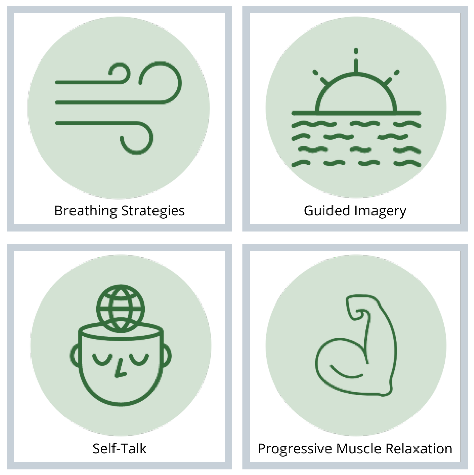 Breathing Strategies
Guided Imagery
Self-Talk
Progressive Muscle Relaxation